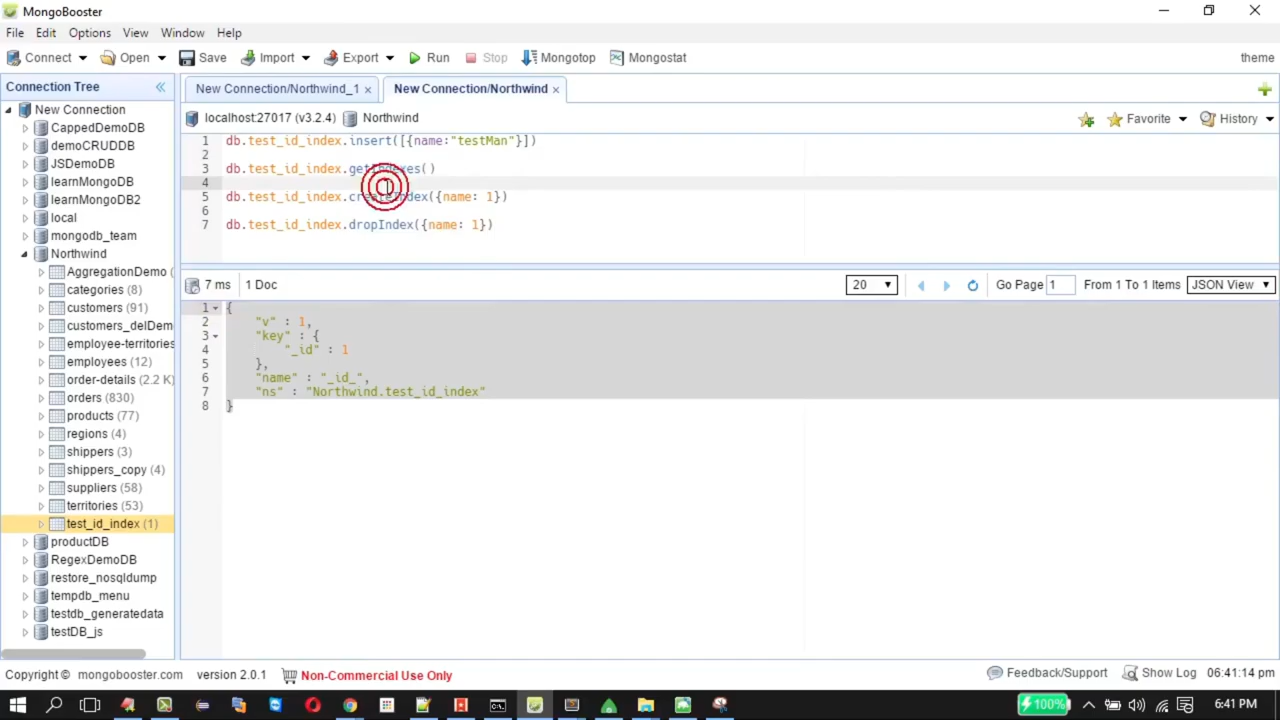 MongoBooster
File Edit Options View Window Help
Connect Open Save Import Export Run Stop Mongotop Mongostat theme
Connection Tree
New Connection/Northwind_1 × New Connection/Northwind ×
localhost:27017 (v3.2.4) Northwind Favorite History
1 db.test_id_index.insert([{name:"testMan"}])
2
3 db.test_id_index.getIndexes()
4
5 db.test_id_index.createIndex({name: 1})
6
7 db.test_id_index.dropIndex({name: 1})
New Connection
CappedDemoDB
demoCRUDDB
JSDemoDB
learnMongoDB
learnMongoDB2
local
mongodb_team
Northwind
AggregationDemo (
categories (8)
customers (91)
customers_delDem
employee-territories
employees (12)
order-details (2.2 K)
orders (830)
products (77)
regions (4)
shippers (3)
shippers_copy (4)
suppliers (58)
territories (53)
test_id_index (1)
productDB
RegexDemoDB
restore_nosqldump
tempdb_menu
testdb_generatedata
testDB_js
7 ms 1 Doc 20 Go Page 1 From 1 To 1 Items JSON View
1 {
2 "v" : 1,
3 "key" : {
4 "_id" : 1
5 },
6 "name" : "_id_",
7 "ns" : "Northwind.test_id_index"
8 }
Copyright © mongobooster.com version 2.0.1 Non-Commercial Use Only Feedback/Support Show Log 06:41:14 pm
100% 6:41 PM